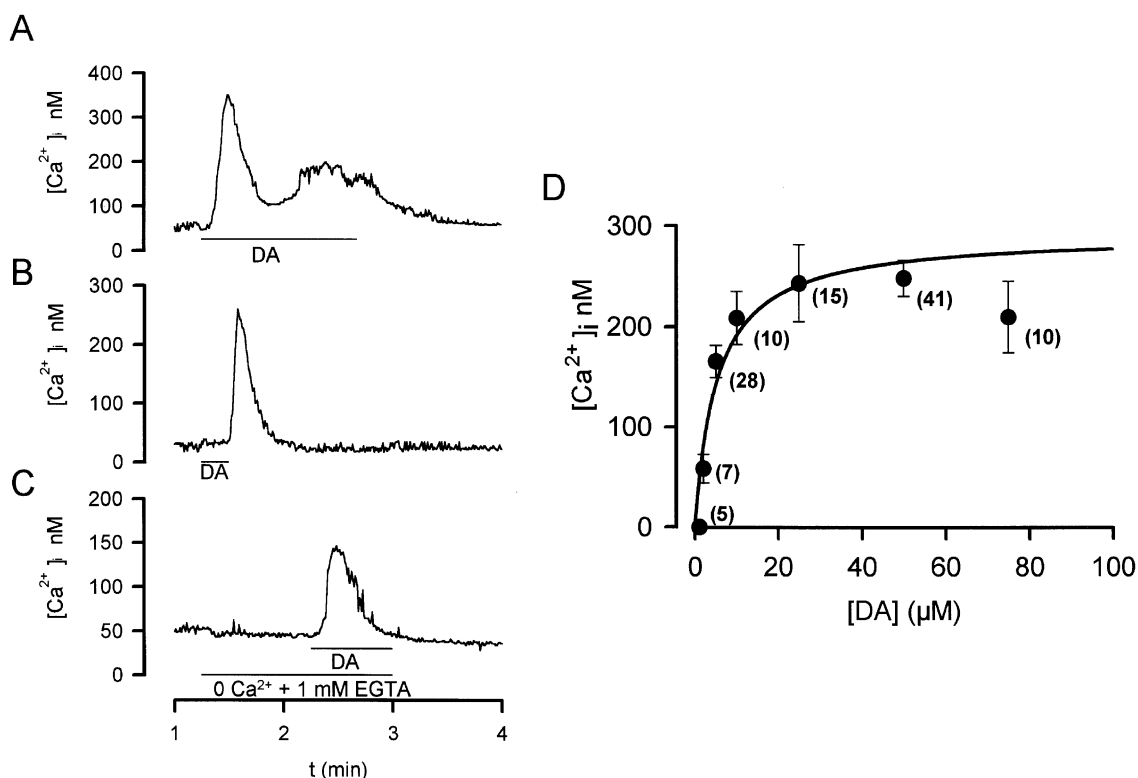 A
400
300
200
100
0
[Ca²⁺]i nM
DA
B
300
200
100
0
[Ca²⁺]i nM
DA
C
200
150
100
50
0
[Ca²⁺]i nM
DA
0 Ca²⁺ + 1 mM EGTA
1 2 3 4
t (min)
D
300
200
100
0
[Ca²⁺]i nM
(5)
(7)
(28)
(10)
(15)
(41)
(10)
0 20 40 60 80 100
[DA] (µM)